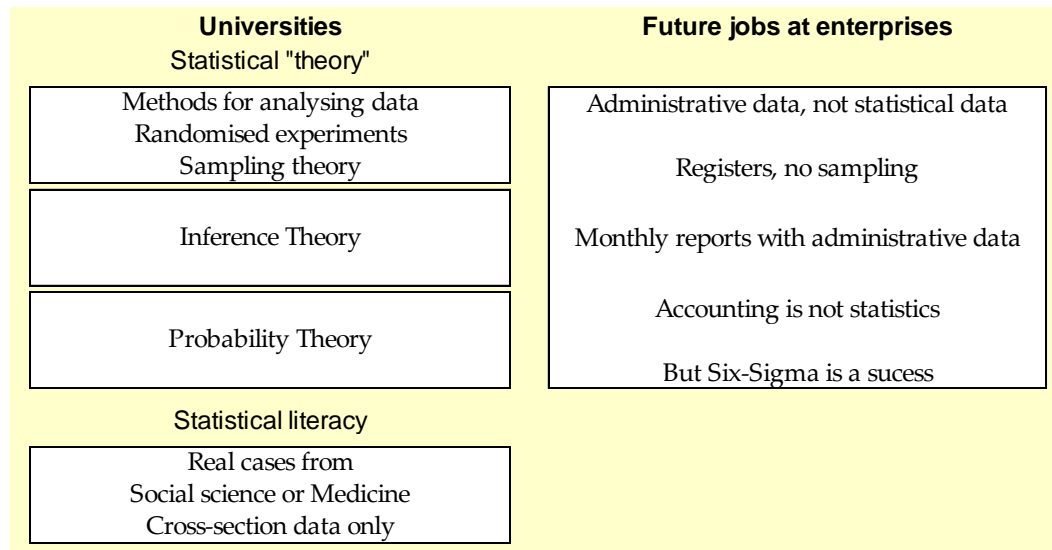 Universities
Statistical "theory"
Methods for analysing data
Randomised experiments
Sampling theory
Inference Theory
Probability Theory
Statistical literacy
Real cases from
Social science or Medicine
Cross-section data only
Future jobs at enterprises
Administrative data, not statistical data
Registers, no sampling
Monthly reports with administrative data
Accounting is not statistics
But Six-Sigma is a sucess